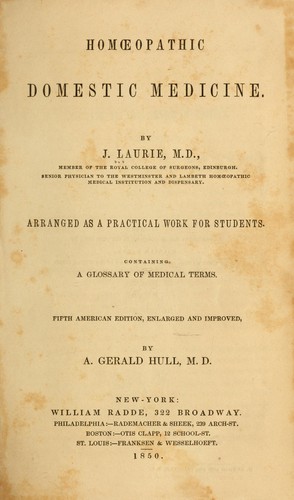 HOMŒOPATHIC
DOMESTIC MEDICINE.
BY
J. LAURIE, M.D.,
MEMBER OF THE ROYAL COLLEGE OF SURGEONS, EDINBURGH.
SENIOR PHYSICIAN TO THE WESTMINSTER AND LAMBETH HOMŒOPATHIC
MEDICAL INSTITUTION AND DISPENSARY.
ARRANGED AS A PRACTICAL WORK FOR STUDENTS.
CONTAINING:
A GLOSSARY OF MEDICAL TERMS.
FIFTH AMERICAN EDITION, ENLARGED AND IMPROVED,
BY
A. GERALD HULL, M. D.
NEW-YORK:
WILLIAM RADDE, 322 BROADWAY.
PHILADELPHIA:—RADEMACHER & SHEEK, 239 ARCH-ST.
BOSTON:—OTIS CLAPP, 12 SCHOOL-ST.
ST. LOUIS:—FRANKSEN & WESSELHOEFT.
1850.